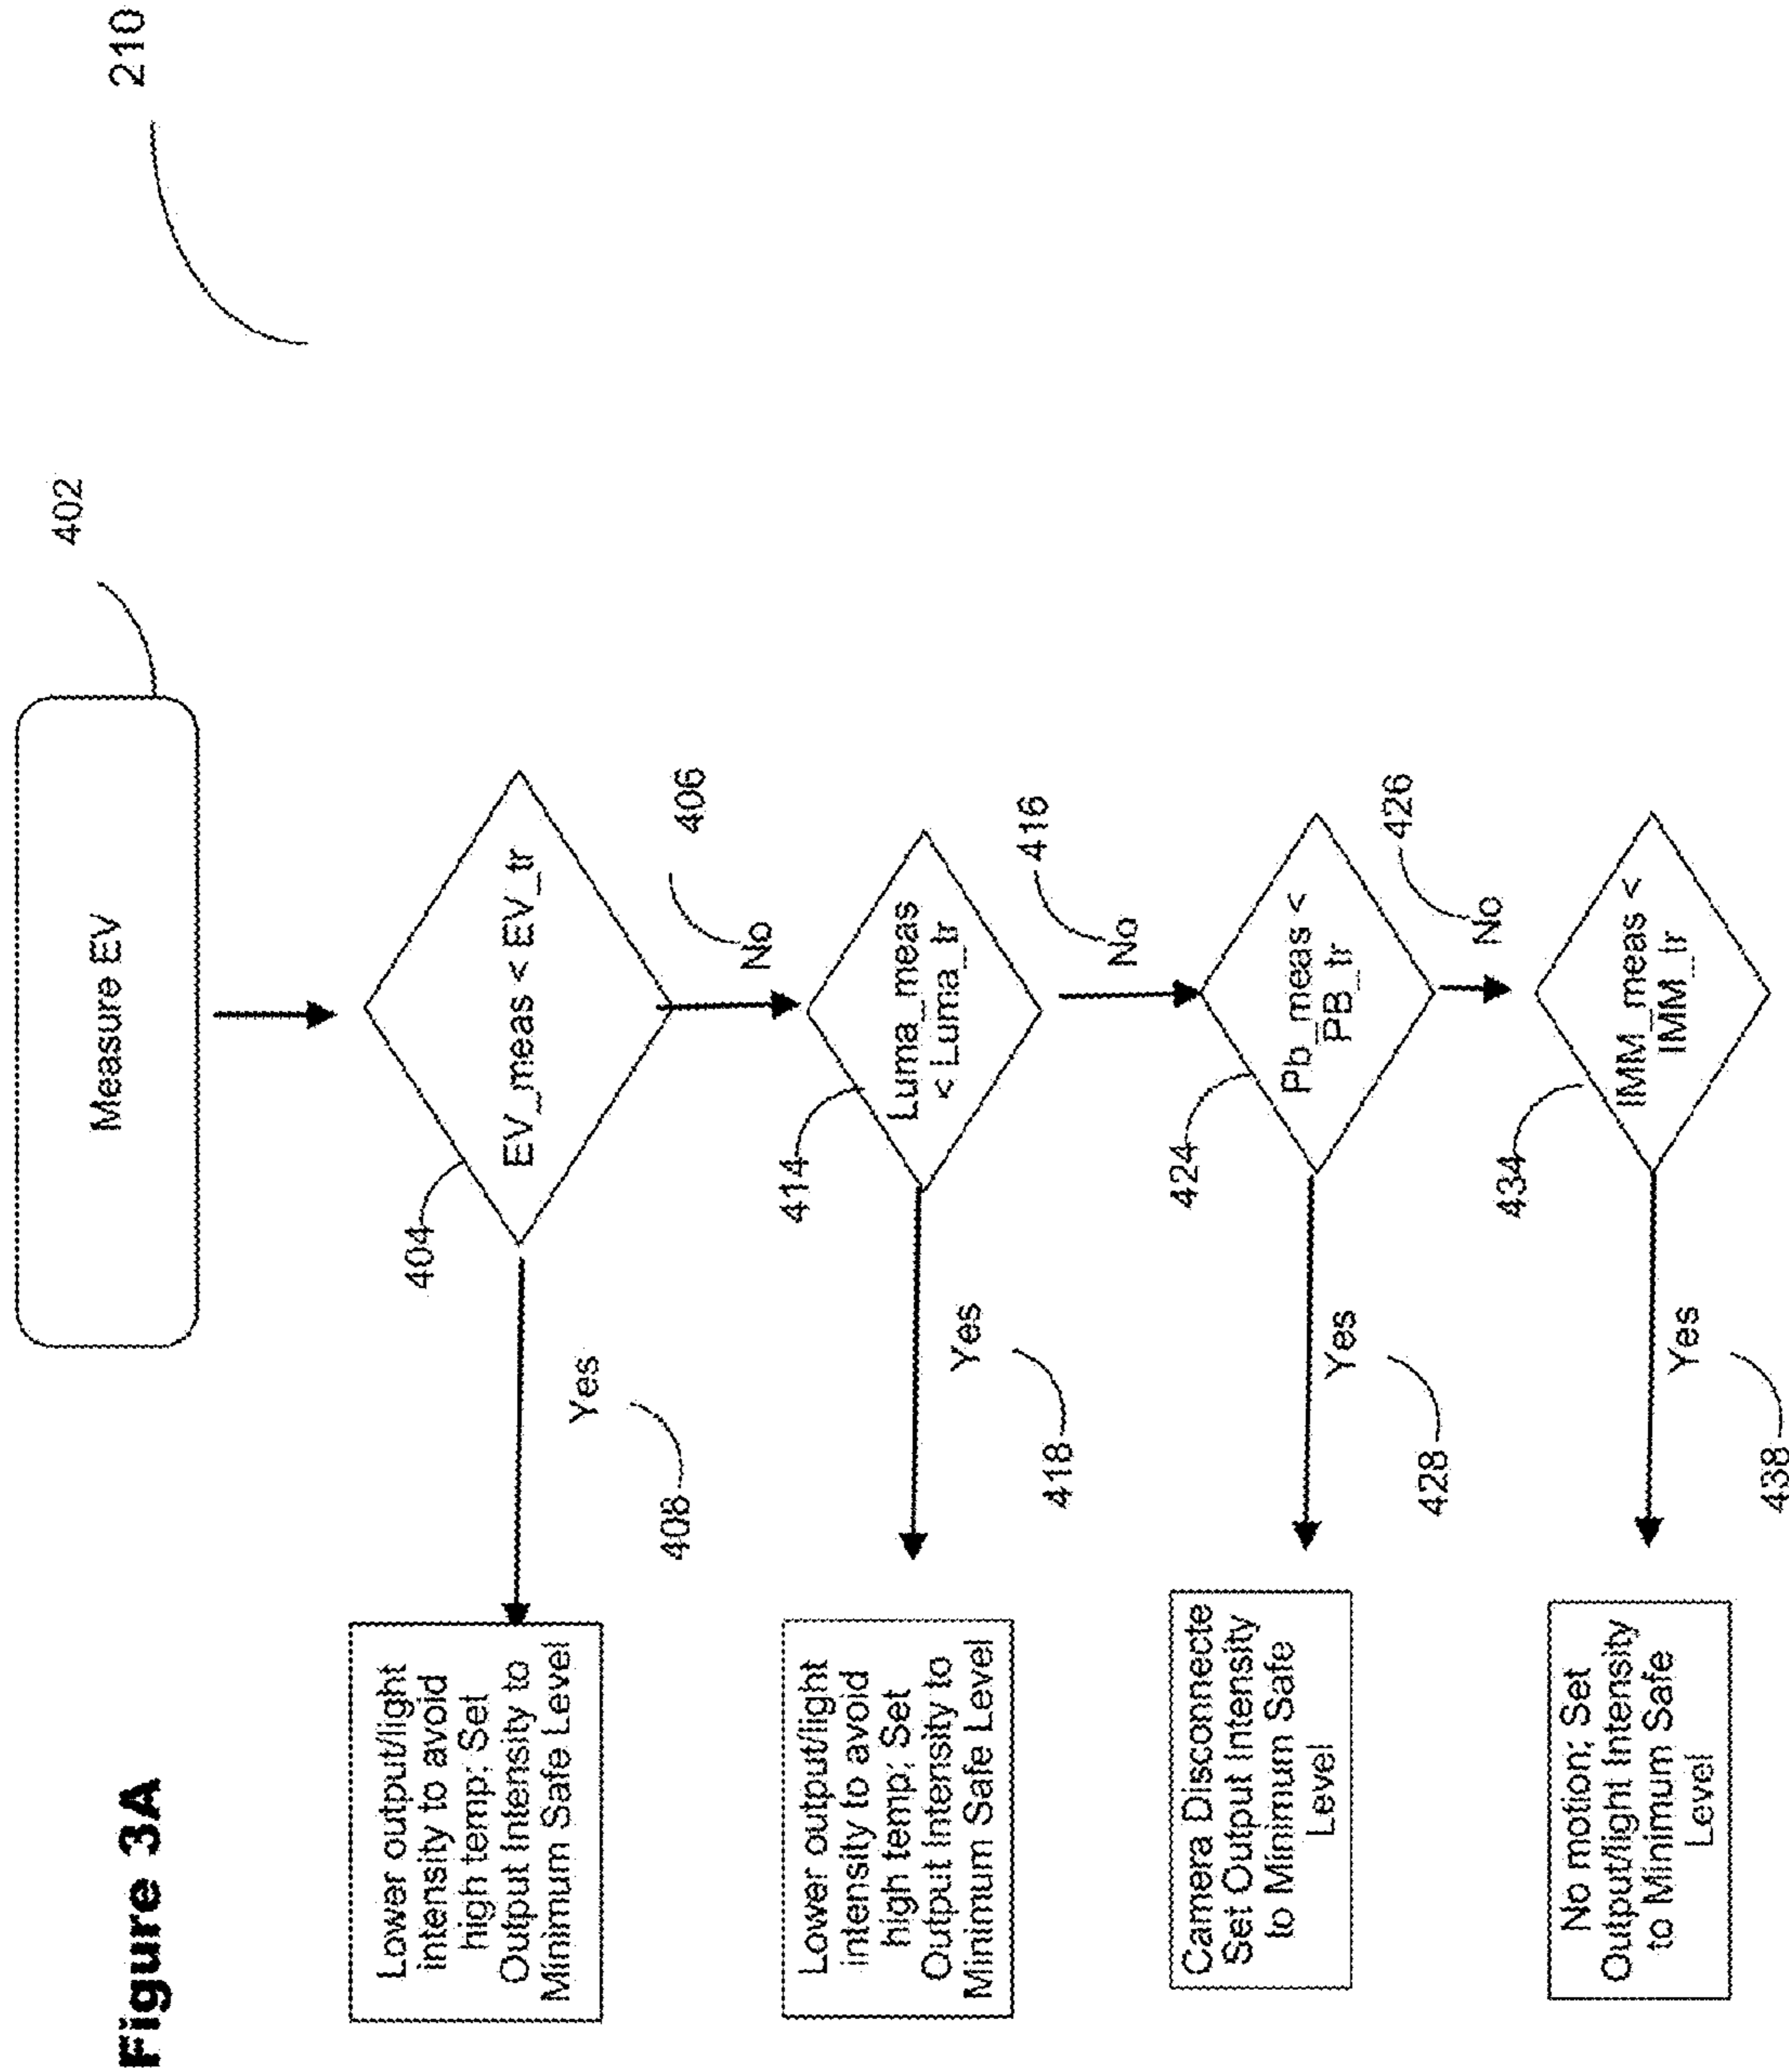 Figure 3A
210
402
Measure EV
404
EV_meas < EV_tr
406
No
Yes
408
Lower output/light
intensity to avoid
high temp; Set
Output Intensity to
Minimum Safe Level
414
Luma_meas
< Luma_tr
416
No
Yes
418
Lower output/light
intensity to avoid
high temp; Set
Output Intensity to
Minimum Safe Level
424
Pb_meas <
PB_tr
426
No
Yes
428
Camera Disconnecte
Set Output Intensity
to Minimum Safe
Level
434
IMM_meas <
IMM_tr
Yes
438
No motion; Set
Output/light Intensity
to Minimum Safe
Level